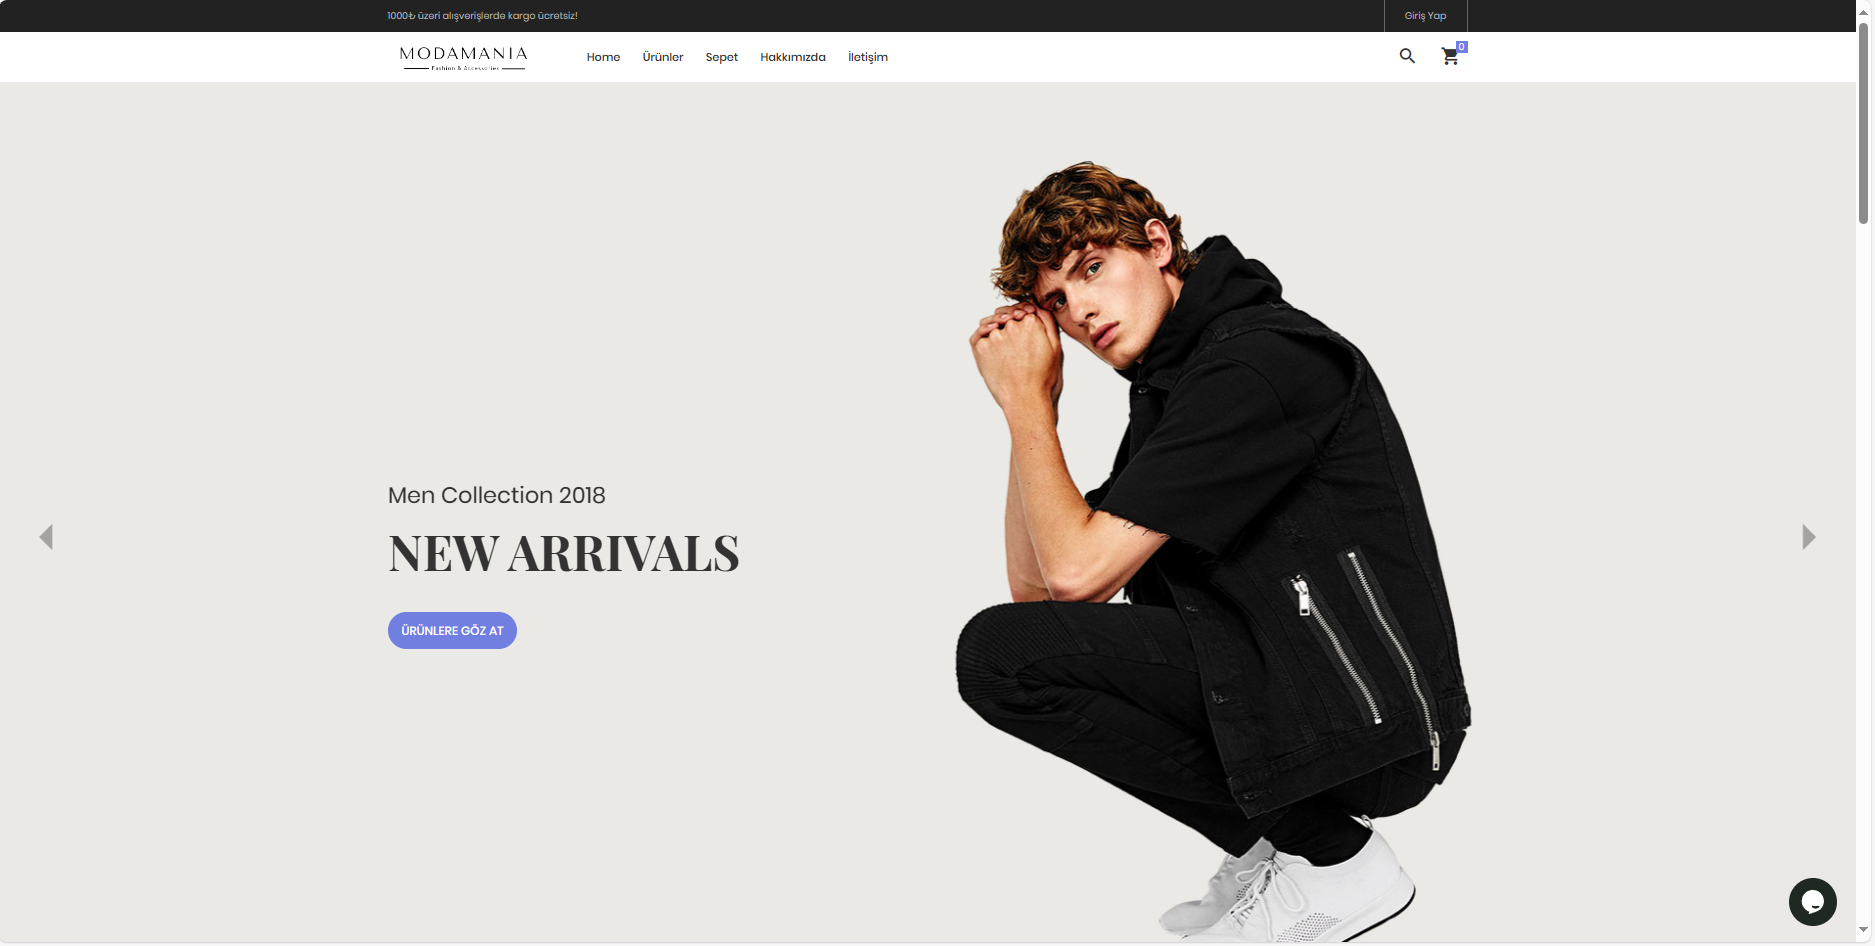 1000₺ üzeri alışverişlerde kargo ücretsiz!
Giriş Yap
MODAMANIA
Fashion & Accessories
Home Ürünler Sepet Hakkımızda İletişim
0
Men Collection 2018
NEW ARRIVALS
ÜRÜNLERE GÖZ AT